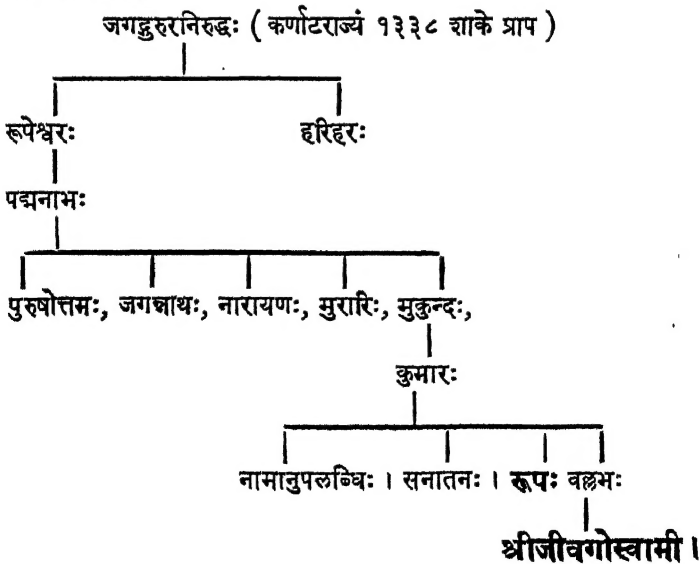 जगद्गुरुरनिरुद्धः ( कर्णाटराज्यं १३३८ शाके प्राप )
रूपेश्वरः हरिहरः
पद्मनाभः
पुरुषोत्तमः, जगन्नाथः, नारायणः, मुरारिः, मुकुन्दः,
कुमारः
नामानुपलब्धिः । सनातनः । रूपः वल्लभः
श्रीजीवगोस्वामी ।